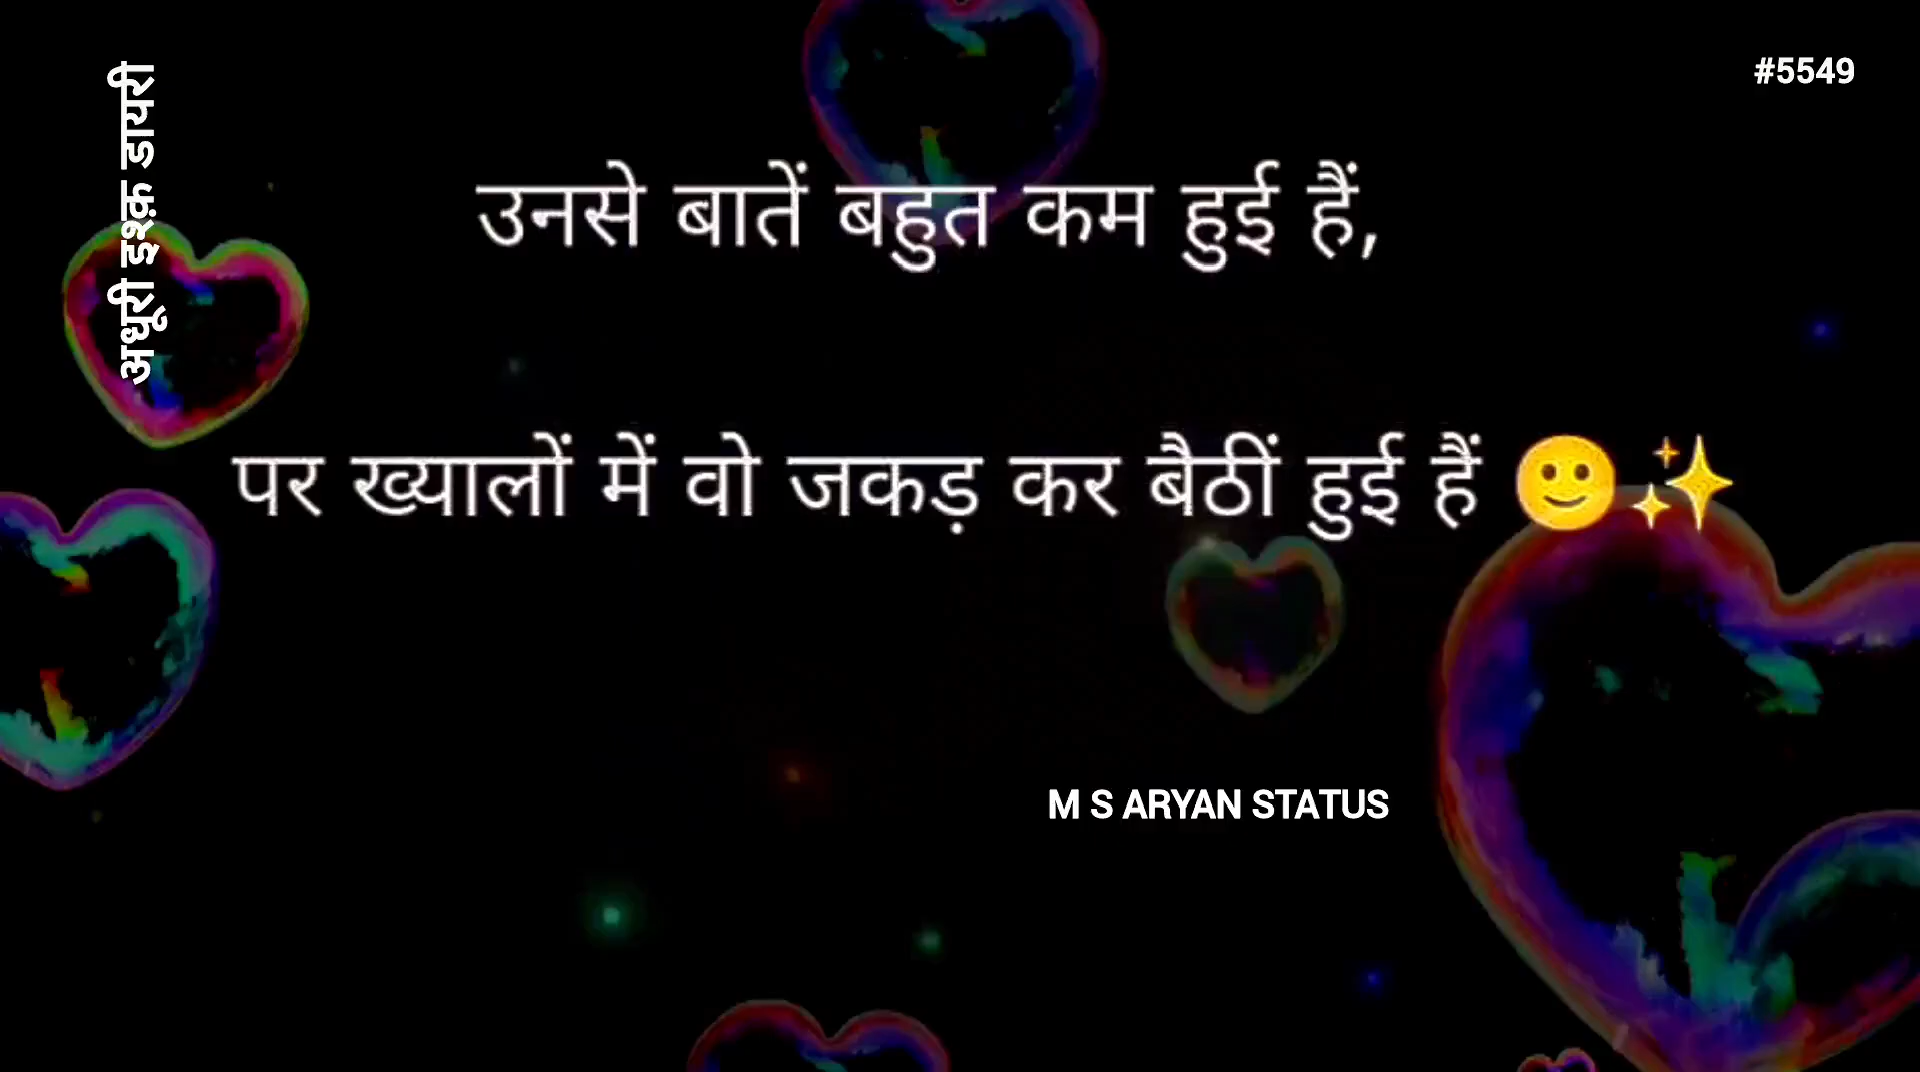 अधूरी इश्क़ डायरी
#5549
उनसे बातें बहुत कम हुई हैं,
पर ख्यालों में वो जकड़ कर बैठीं हुई हैं 🙂✨
M S ARYAN STATUS